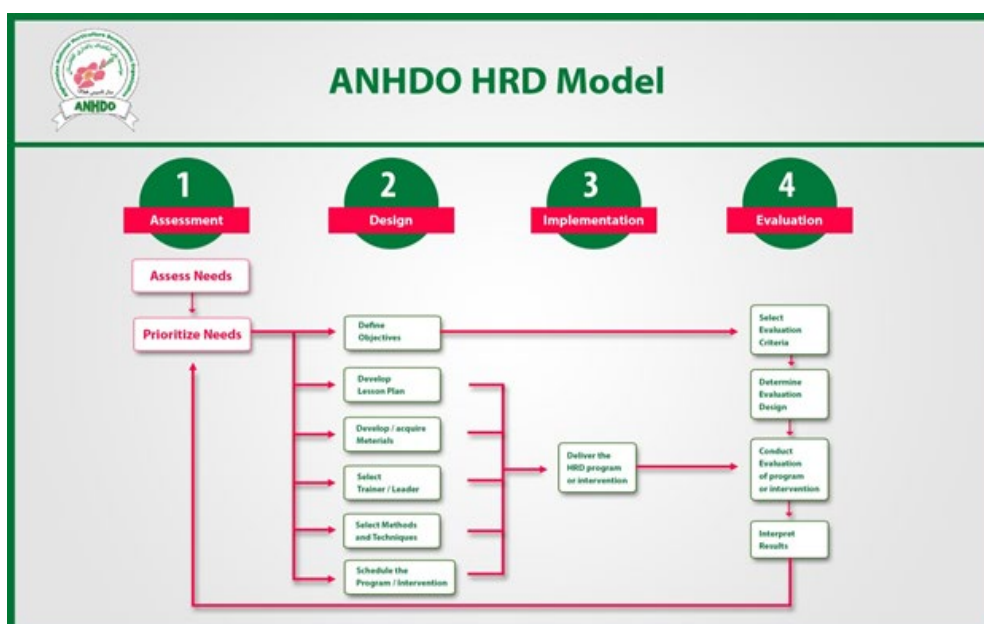 ANHDO
ANHDO HRD Model
1
Assessment
2
Design
3
Implementation
4
Evaluation
Assess Needs
Prioritize Needs
Define
Objectives
Develop
Lesson Plan
Develop / acquire
Materials
Select
Trainer / Leader
Select Methods
and Techniques
Schedule the
Program / Intervention
Deliver the
HRD program
or intervention
Select
Evaluation
Criteria
Determine
Evaluation
Design
Conduct
Evaluation
of program
or intervention
Interpret
Results